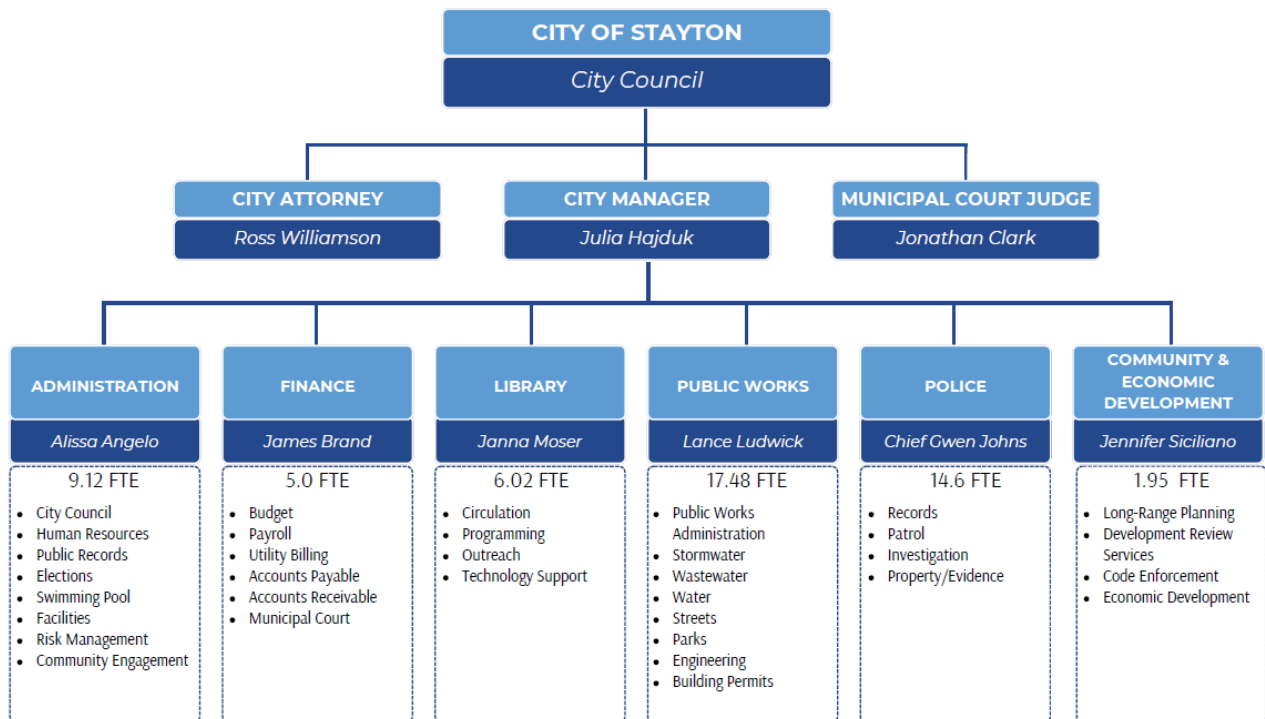 CITY OF STAYTON
City Council
CITY ATTORNEY
Ross Williamson
CITY MANAGER
Julia Hajduk
MUNICIPAL COURT JUDGE
Jonathan Clark
ADMINISTRATION
Alissa Angelo
9.12 FTE
• City Council
• Human Resources
• Public Records
• Elections
• Swimming Pool
• Facilities
• Risk Management
• Community Engagement
FINANCE
James Brand
5.0 FTE
• Budget
• Payroll
• Utility Billing
• Accounts Payable
• Accounts Receivable
• Municipal Court
LIBRARY
Janna Moser
6.02 FTE
• Circulation
• Programming
• Outreach
• Technology Support
PUBLIC WORKS
Lance Ludwick
17.48 FTE
• Public Works
Administration
• Stormwater
• Wastewater
• Water
• Streets
• Parks
• Engineering
• Building Permits
POLICE
Chief Gwen Johns
14.6 FTE
• Records
• Patrol
• Investigation
• Property/Evidence
COMMUNITY &
ECONOMIC
DEVELOPMENT
Jennifer Siciliano
1.95 FTE
• Long-Range Planning
• Development Review
Services
• Code Enforcement
• Economic Development